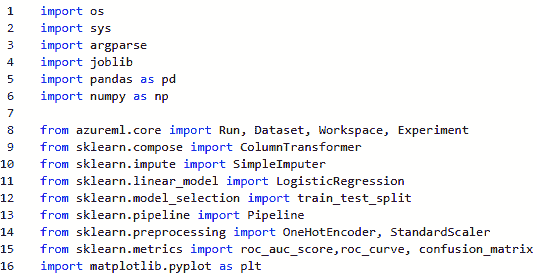 1 import os
2 import sys
3 import argparse
4 import joblib
5 import pandas as pd
6 import numpy as np
7
8 from azureml.core import Run, Dataset, Workspace, Experiment
9 from sklearn.compose import ColumnTransformer
10 from sklearn.impute import SimpleImputer
11 from sklearn.linear_model import LogisticRegression
12 from sklearn.model_selection import train_test_split
13 from sklearn.pipeline import Pipeline
14 from sklearn.preprocessing import OneHotEncoder, StandardScaler
15 from sklearn.metrics import roc_auc_score,roc_curve, confusion_matrix
16 import matplotlib.pyplot as plt